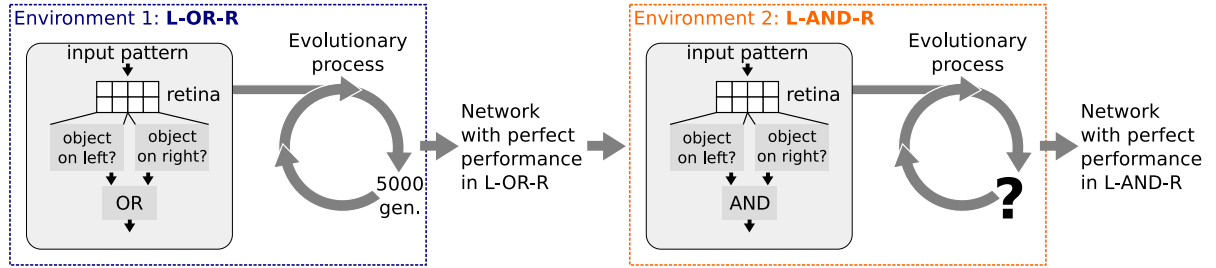 Environment 1: L-OR-R
input pattern
retina
object
on left?
object
on right?
OR
Evolutionary
process
5000
gen.
Network
with perfect
performance
in L-OR-R
Environment 2: L-AND-R
input pattern
retina
object
on left?
object
on right?
AND
Evolutionary
process
?
Network
with perfect
performance
in L-AND-R